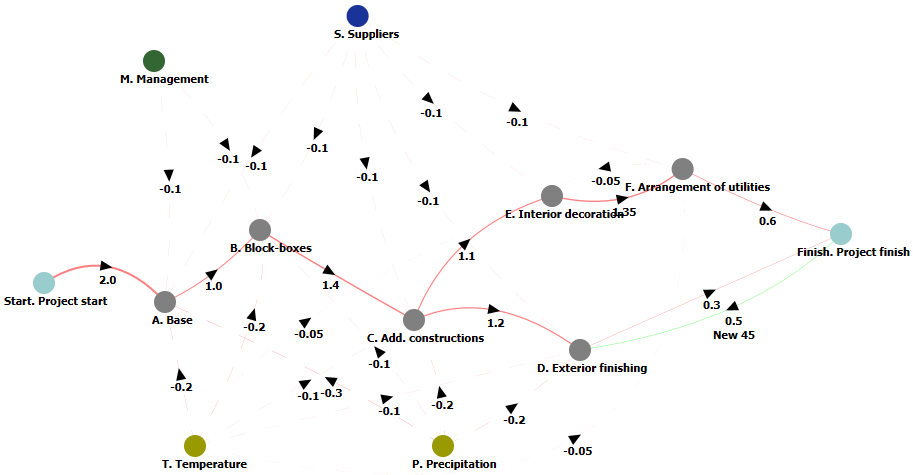 S. Suppliers
M. Management
-0.1
-0.1
-0.1
-0.1
-0.1
-0.1
-0.1
-0.05
-0.1
-0.1
F. Arrangement of utilities
E. Interior decoration
1.35
0.6
B. Block-boxes
Finish. Project finish
1.1
2.0
1.0
1.4
Start. Project start
0.3
A. Base
1.2
0.5
-0.2
-0.05
C. Add. constructions
New 45
-0.1
D. Exterior finishing
-0.2
-0.1
-0.3
-0.1
-0.2
-0.2
-0.05
T. Temperature
P. Precipitation